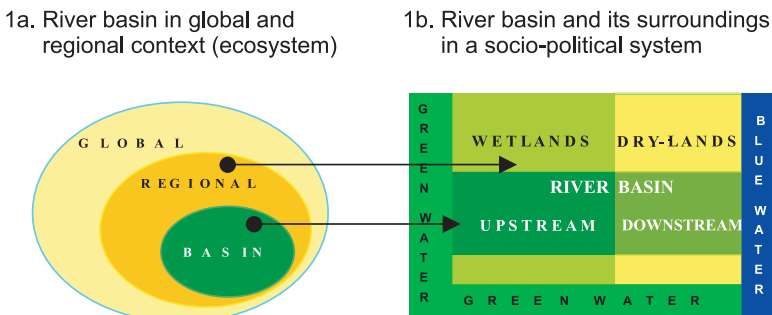 1a. River basin in global and
regional context (ecosystem)
GLOBAL
REGIONAL
BASIN
1b. River basin and its surroundings
in a socio-political system
GREEN WATER
WETLANDS
DRY-LANDS
RIVER BASIN
UPSTREAM
DOWNSTREAM
BLUE WATER
GREEN WATER